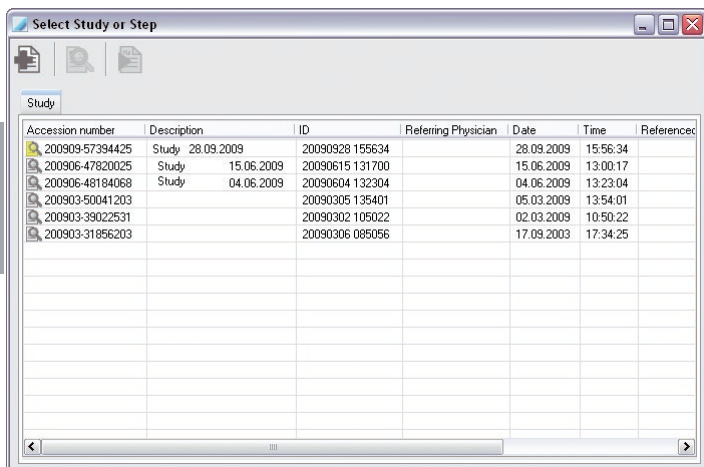 Select Study or Step
Study
Accession number Description ID Referring Physician Date Time Referenced
200909-57394425 Study 28.09.2009 20090928 155634 28.09.2009 15:56:34
200906-47820025 Study 15.06.2009 20090615 131700 15.06.2009 13:00:17
200906-48184068 Study 04.06.2009 20090604 132304 04.06.2009 13:23:04
200903-50041203 20090305 135401 05.03.2009 13:54:01
200903-39022531 20090302 105022 02.03.2009 10:50:22
200903-31856203 20090306 085056 17.09.2003 17:34:25